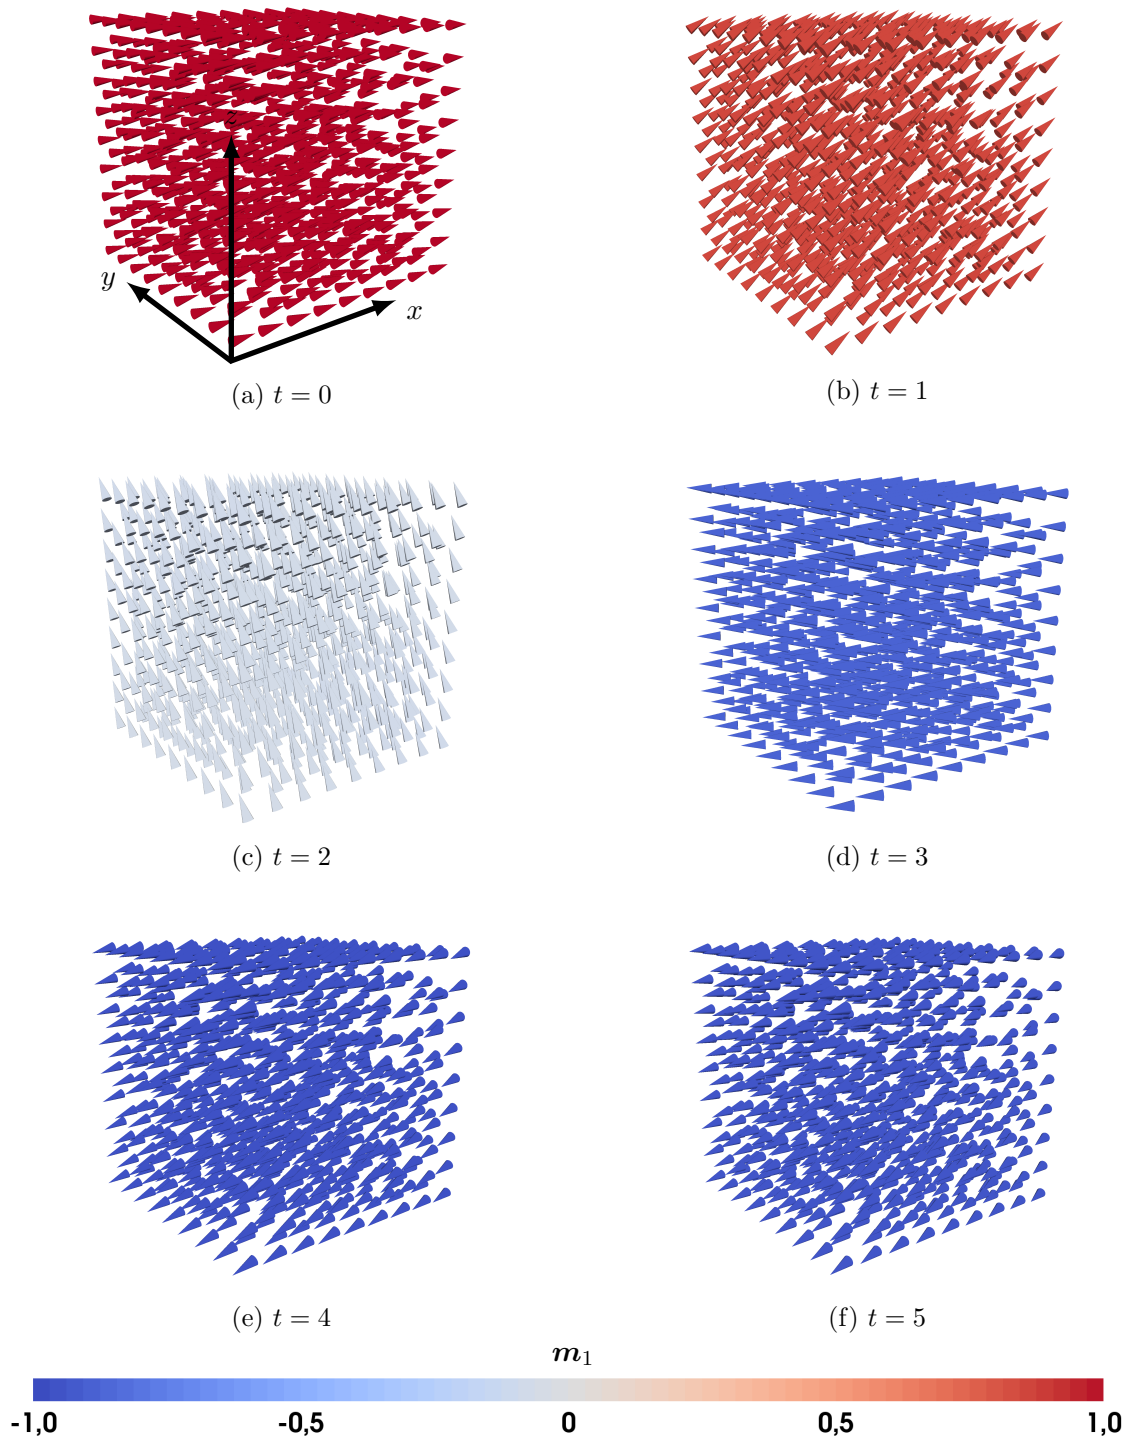 z
y
x
(a) t = 0
(b) t = 1
(c) t = 2
(d) t = 3
(e) t = 4
(f) t = 5
m₁
-1,0 -0,5 0 0,5 1,0